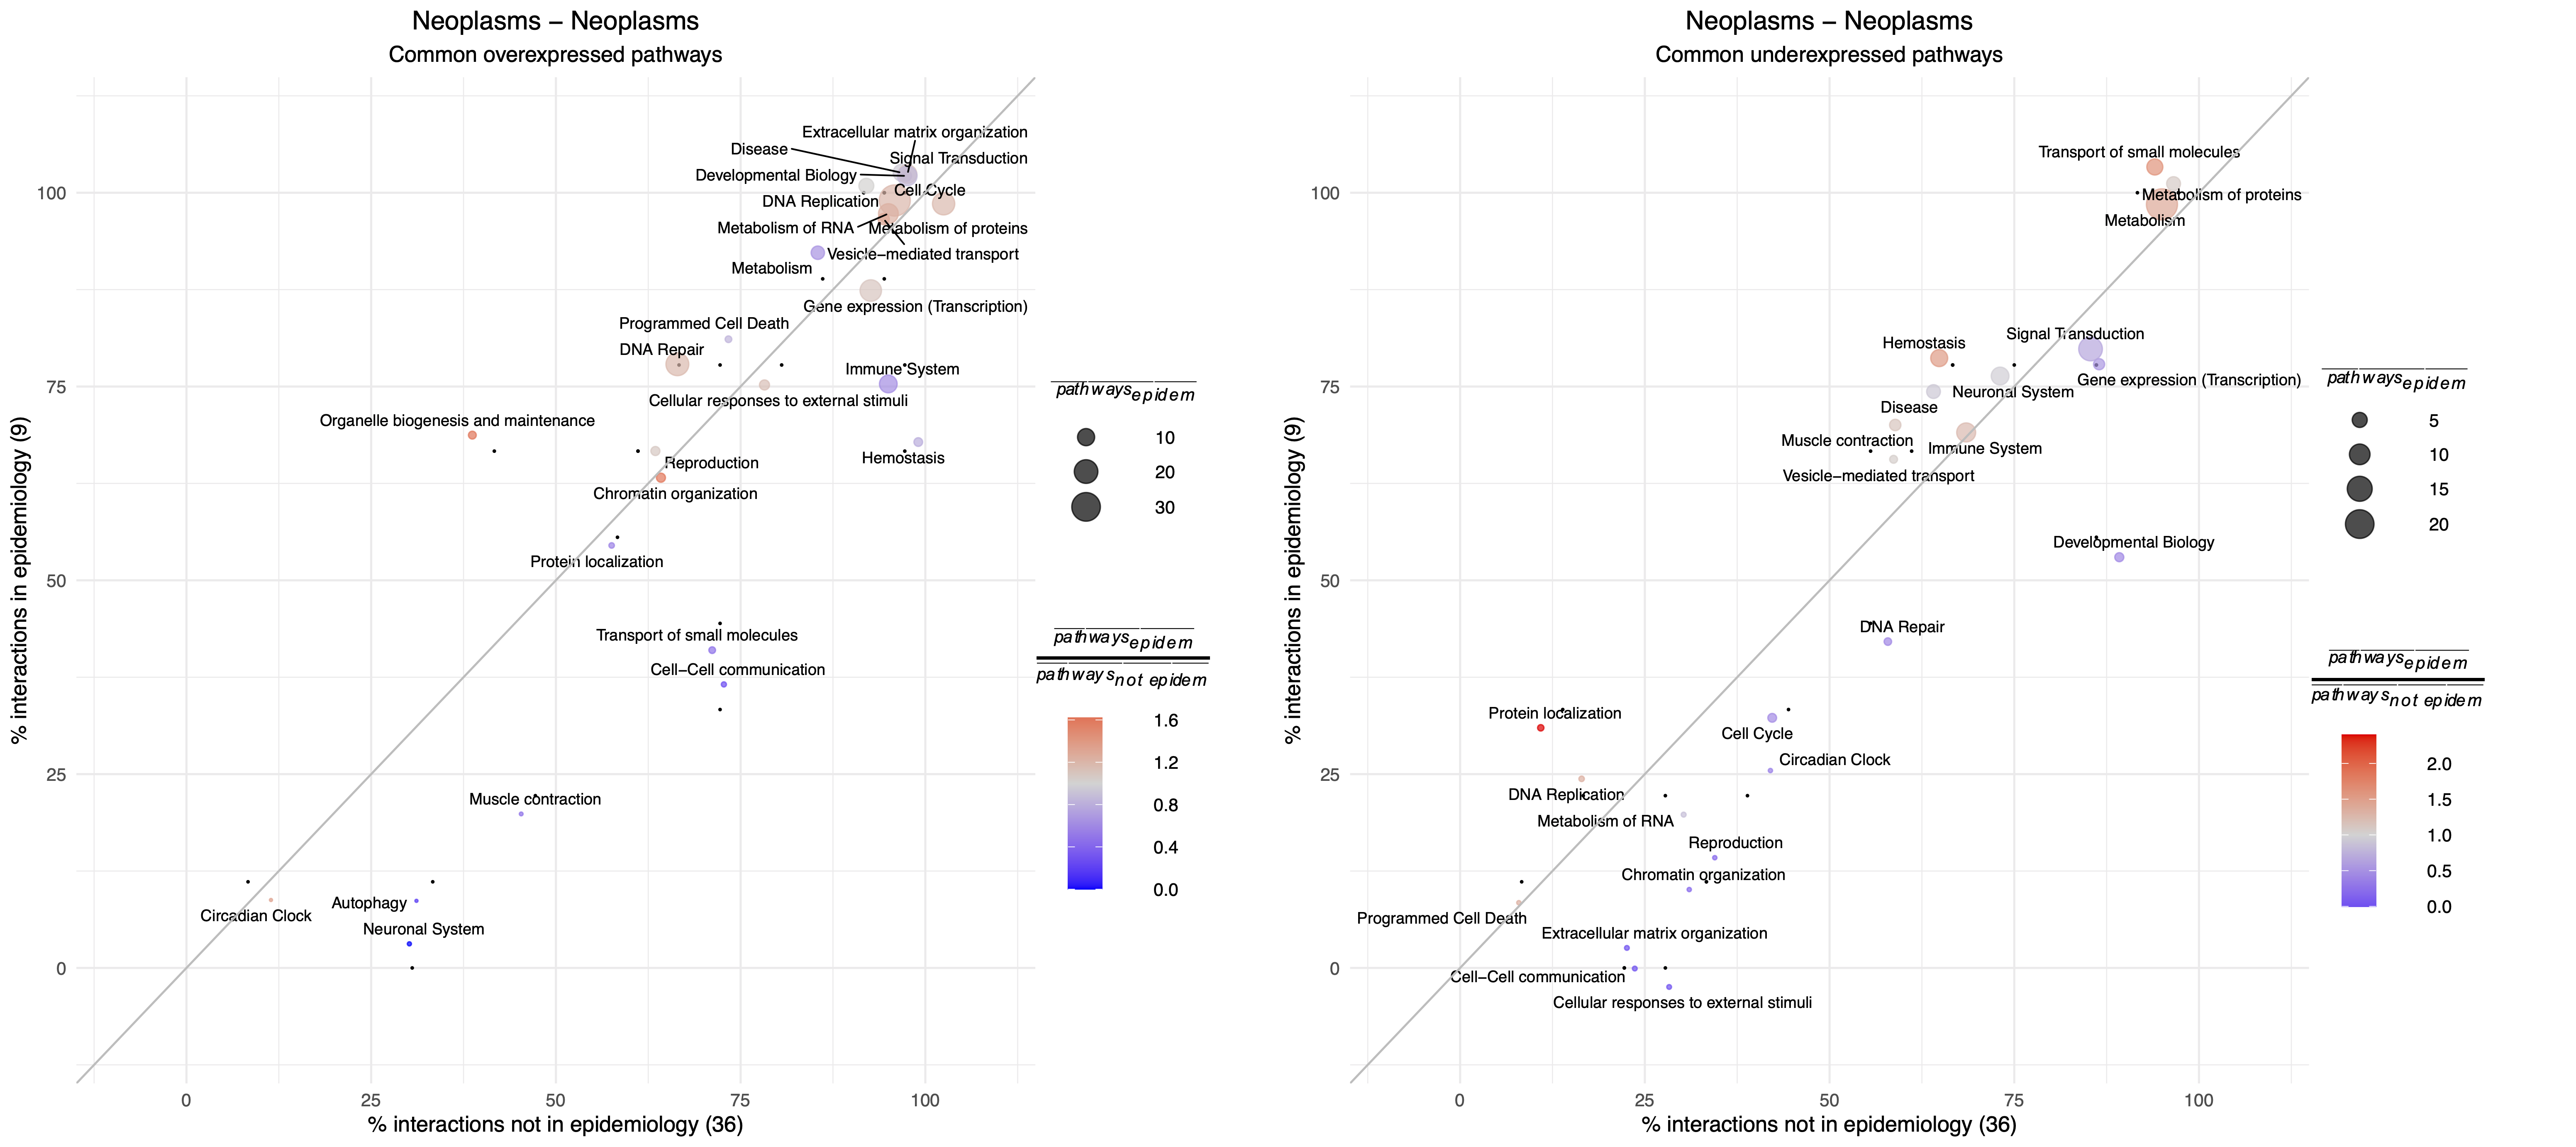 Neoplasms – Neoplasms
Common overexpressed pathways
Extracellular matrix organization
Disease
Signal Transduction
Developmental Biology
Cell Cycle
DNA Replication
Metabolism of RNA
Metabolism of proteins
Vesicle–mediated transport
Metabolism
Gene expression (Transcription)
Programmed Cell Death
DNA Repair
Immune System
Cellular responses to external stimuli
Organelle biogenesis and maintenance
Hemostasis
Reproduction
Chromatin organization
Protein localization
Transport of small molecules
Cell–Cell communication
Muscle contraction
Circadian Clock
Autophagy
Neuronal System
100
75
50
25
0
% interactions in epidemiology (9)
0 25 50 75 100
% interactions not in epidemiology (36)
pathways epidem
10
20
30
pathways epidem
pathways not epidem
1.6
1.2
0.8
0.4
0.0
Neoplasms – Neoplasms
Common underexpressed pathways
Transport of small molecules
Metabolism of proteins
Metabolism
Signal Transduction
Hemostasis
Gene expression (Transcription)
Neuronal System
Disease
Muscle contraction
Immune System
Vesicle–mediated transport
Developmental Biology
DNA Repair
Protein localization
Cell Cycle
Circadian Clock
DNA Replication
Metabolism of RNA
Reproduction
Chromatin organization
Programmed Cell Death
Extracellular matrix organization
Cell–Cell communication
Cellular responses to external stimuli
100
75
50
25
0
% interactions in epidemiology (9)
0 25 50 75 100
% interactions not in epidemiology (36)
pathways epidem
5
10
15
20
pathways epidem
pathways not epidem
2.0
1.5
1.0
0.5
0.0